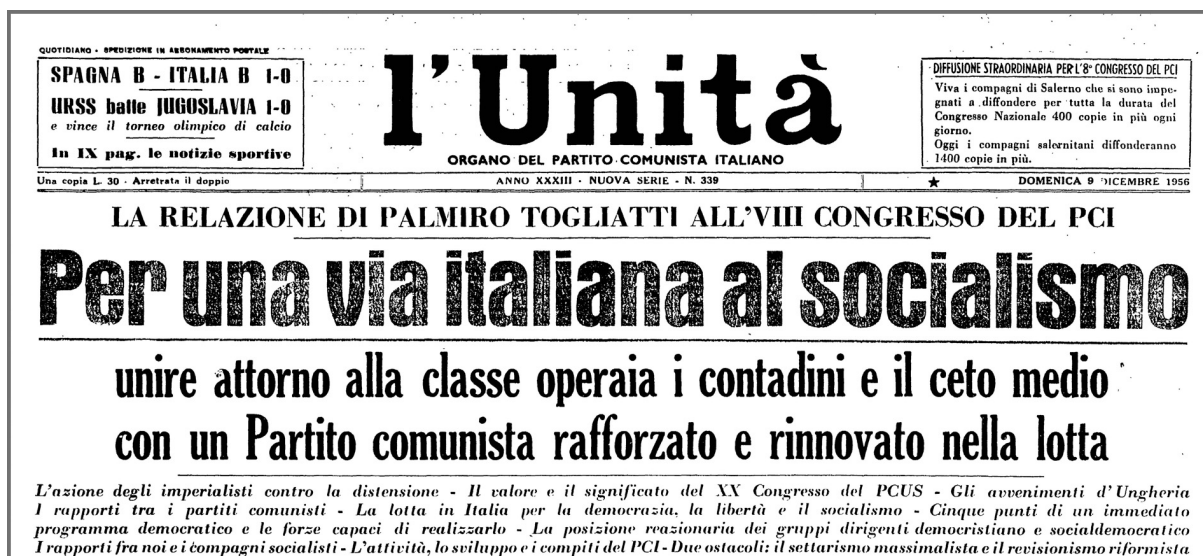 QUOTIDIANO - SPEDIZIONE IN ABBONAMENTO POSTALE
SPAGNA B - ITALIA B 1-0
URSS batte JUGOSLAVIA 1-0
e vince il torneo olimpico di calcio
In IX pag. le notizie sportive
l'Unità
ORGANO DEL PARTITO COMUNISTA ITALIANO
DIFFUSIONE STRAORDINARIA PER L'8° CONGRESSO DEL PCI
Viva i compagni di Salerno che si sono impe-
gnati a diffondere per tutta la durata del
Congresso Nazionale 400 copie in più ogni
giorno.
Oggi i compagni salernitani diffonderanno
1400 copie in più.
Una copia L. 30 - Arretrata il doppio
ANNO XXXIII - NUOVA SERIE - N. 339
★ DOMENICA 9 DICEMBRE 1956
LA RELAZIONE DI PALMIRO TOGLIATTI ALL'VIII CONGRESSO DEL PCI
Per una via italiana al socialismo
unire attorno alla classe operaia i contadini e il ceto medio
con un Partito comunista rafforzato e rinnovato nella lotta
L'azione degli imperialisti contro la distensione - Il valore e il significato del XX Congresso del PCUS - Gli avvenimenti d'Ungheria
I rapporti tra i partiti comunisti - La lotta in Italia per la democrazia, la libertà e il socialismo - Cinque punti di un immediato
programma democratico e le forze capaci di realizzarlo - La posizione reazionaria dei gruppi dirigenti democristiano e socialdemocratico
I rapporti fra noi e i compagni socialisti - L'attività, lo sviluppo e i compiti del PCI - Due ostacoli: il settarismo massimalista e il revisionismo riformista